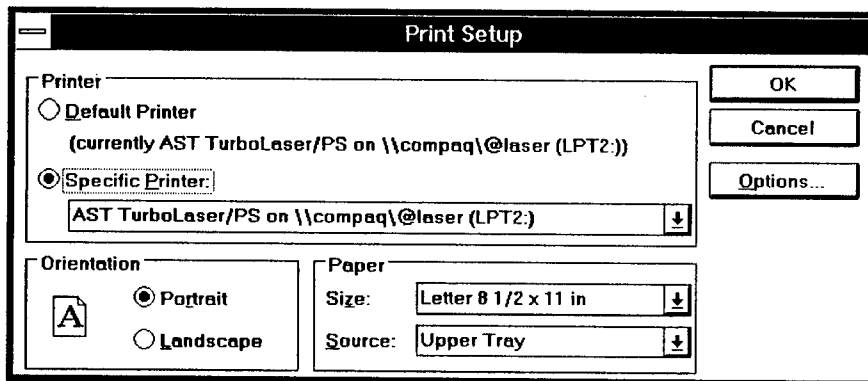 Print Setup
Printer
Default Printer
(currently AST TurboLaser/PS on \\compaq\@laser (LPT2:))
Specific Printer:
AST TurboLaser/PS on \\compaq\@laser (LPT2:)
OK
Cancel
Options...
Orientation
A
Portrait
Landscape
Paper
Size: Letter 8 1/2 x 11 in
Source: Upper Tray